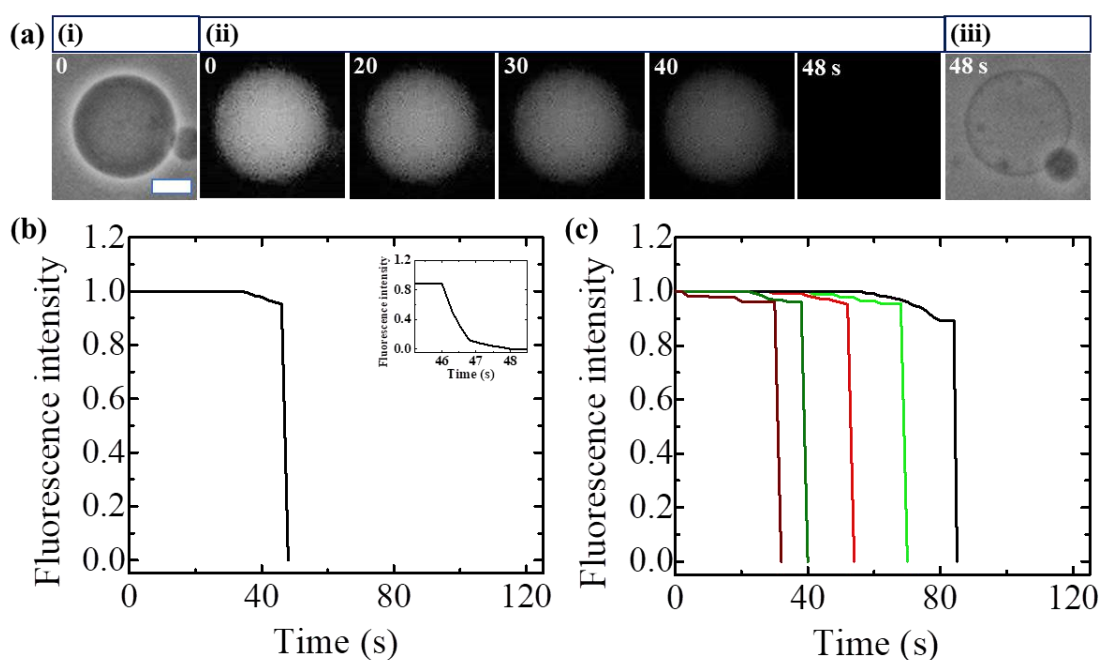 (a) (i) (ii) (iii)
0 0 20 30 40 48 s 48 s
(b)
1.2
1.0
0.8
0.6
0.4
0.2
0.0
0 40 80 120
Fluorescence intensity
Time (s)
1.2
0.8
0.4
0.0
46 47 48
Fluorescence intensity
Time (s)
(c)
1.2
1.0
0.8
0.6
0.4
0.2
0.0
0 40 80 120
Fluorescence intensity
Time (s)